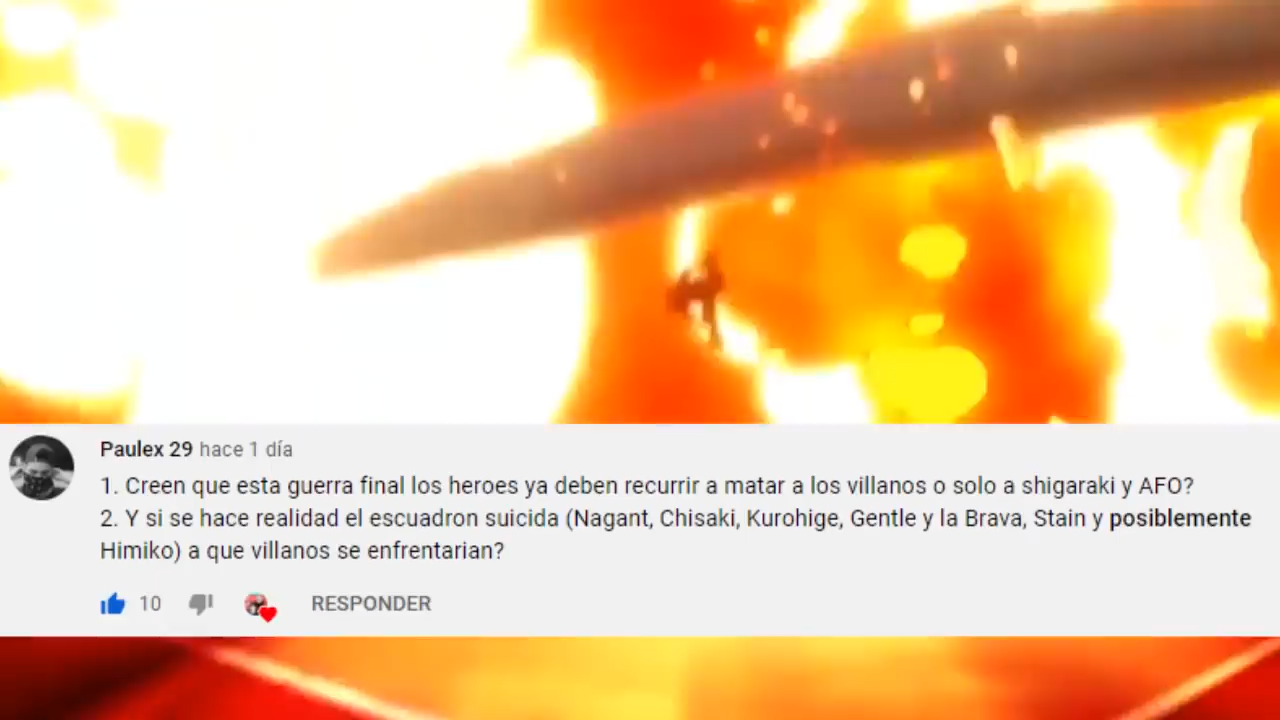 Paulex 29 hace 1 día
1. Creen que esta guerra final los heroes ya deben recurrir a matar a los villanos o solo a shigaraki y AFO?
2. Y si se hace realidad el escuadron suicida (Nagant, Chisaki, Kurohige, Gentle y la Brava, Stain y posiblemente
Himiko) a que villanos se enfrentarian?
10 RESPONDER